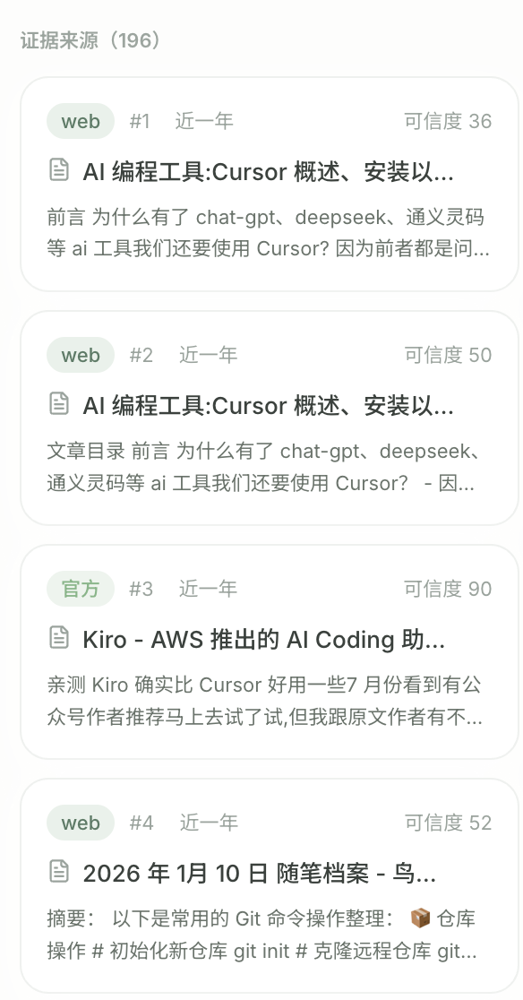 证据来源（196）
web #1 近一年 可信度 36
AI 编程工具:Cursor 概述、安装以...
前言 为什么有了 chat-gpt、deepseek、通义灵码
等 ai 工具我们还要使用 Cursor? 因为前者都是问...
web #2 近一年 可信度 50
AI 编程工具:Cursor 概述、安装以...
文章目录 前言 为什么有了 chat-gpt、deepseek、
通义灵码等 ai 工具我们还要使用 Cursor？ - 因...
官方 #3 近一年 可信度 90
Kiro - AWS 推出的 AI Coding 助...
亲测 Kiro 确实比 Cursor 好用一些7 月份看到有公
众号作者推荐马上去试了试,但我跟原文作者有不...
web #4 近一年 可信度 52
2026 年 1月 10 日 随笔档案 - 鸟...
摘要： 以下是常用的 Git 命令操作整理： 📦 仓库
操作 # 初始化新仓库 git init # 克隆远程仓库 git...